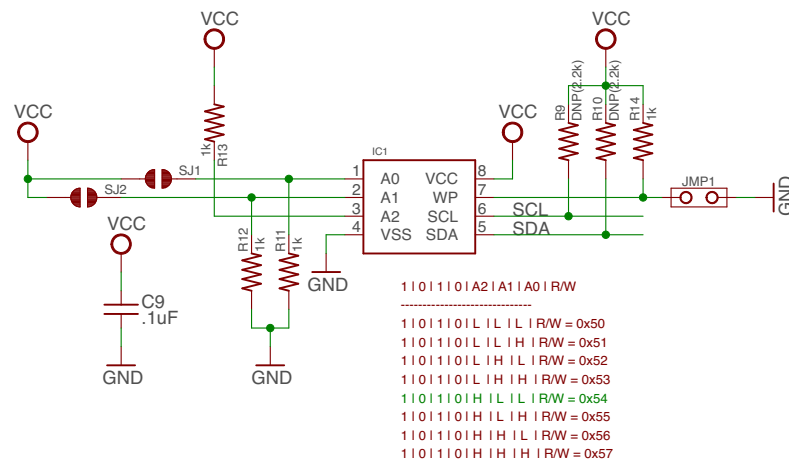 VCC
VCC
VCC
VCC
VCC
R13
1k
SJ1
SJ2
IC1
1
2
3
4
A0
A1
A2
VSS
VCC
WP
SCL
SDA
8
7
6
5
SCL
SDA
R9
DNP(2.2k)
R10
DNP(2.2k)
R14
1k
JMP1
GND
R12
1k
R11
1k
GND
C9
.1uF
GND
GND
1 | 0 | 1 | 0 | A2 | A1 | A0 | R/W
------------------------------
1 | 0 | 1 | 0 | L | L | L | R/W = 0x50
1 | 0 | 1 | 0 | L | L | H | R/W = 0x51
1 | 0 | 1 | 0 | L | H | L | R/W = 0x52
1 | 0 | 1 | 0 | L | H | H | R/W = 0x53
1 | 0 | 1 | 0 | H | L | L | R/W = 0x54
1 | 0 | 1 | 0 | H | L | H | R/W = 0x55
1 | 0 | 1 | 0 | H | H | L | R/W = 0x56
1 | 0 | 1 | 0 | H | H | H | R/W = 0x57